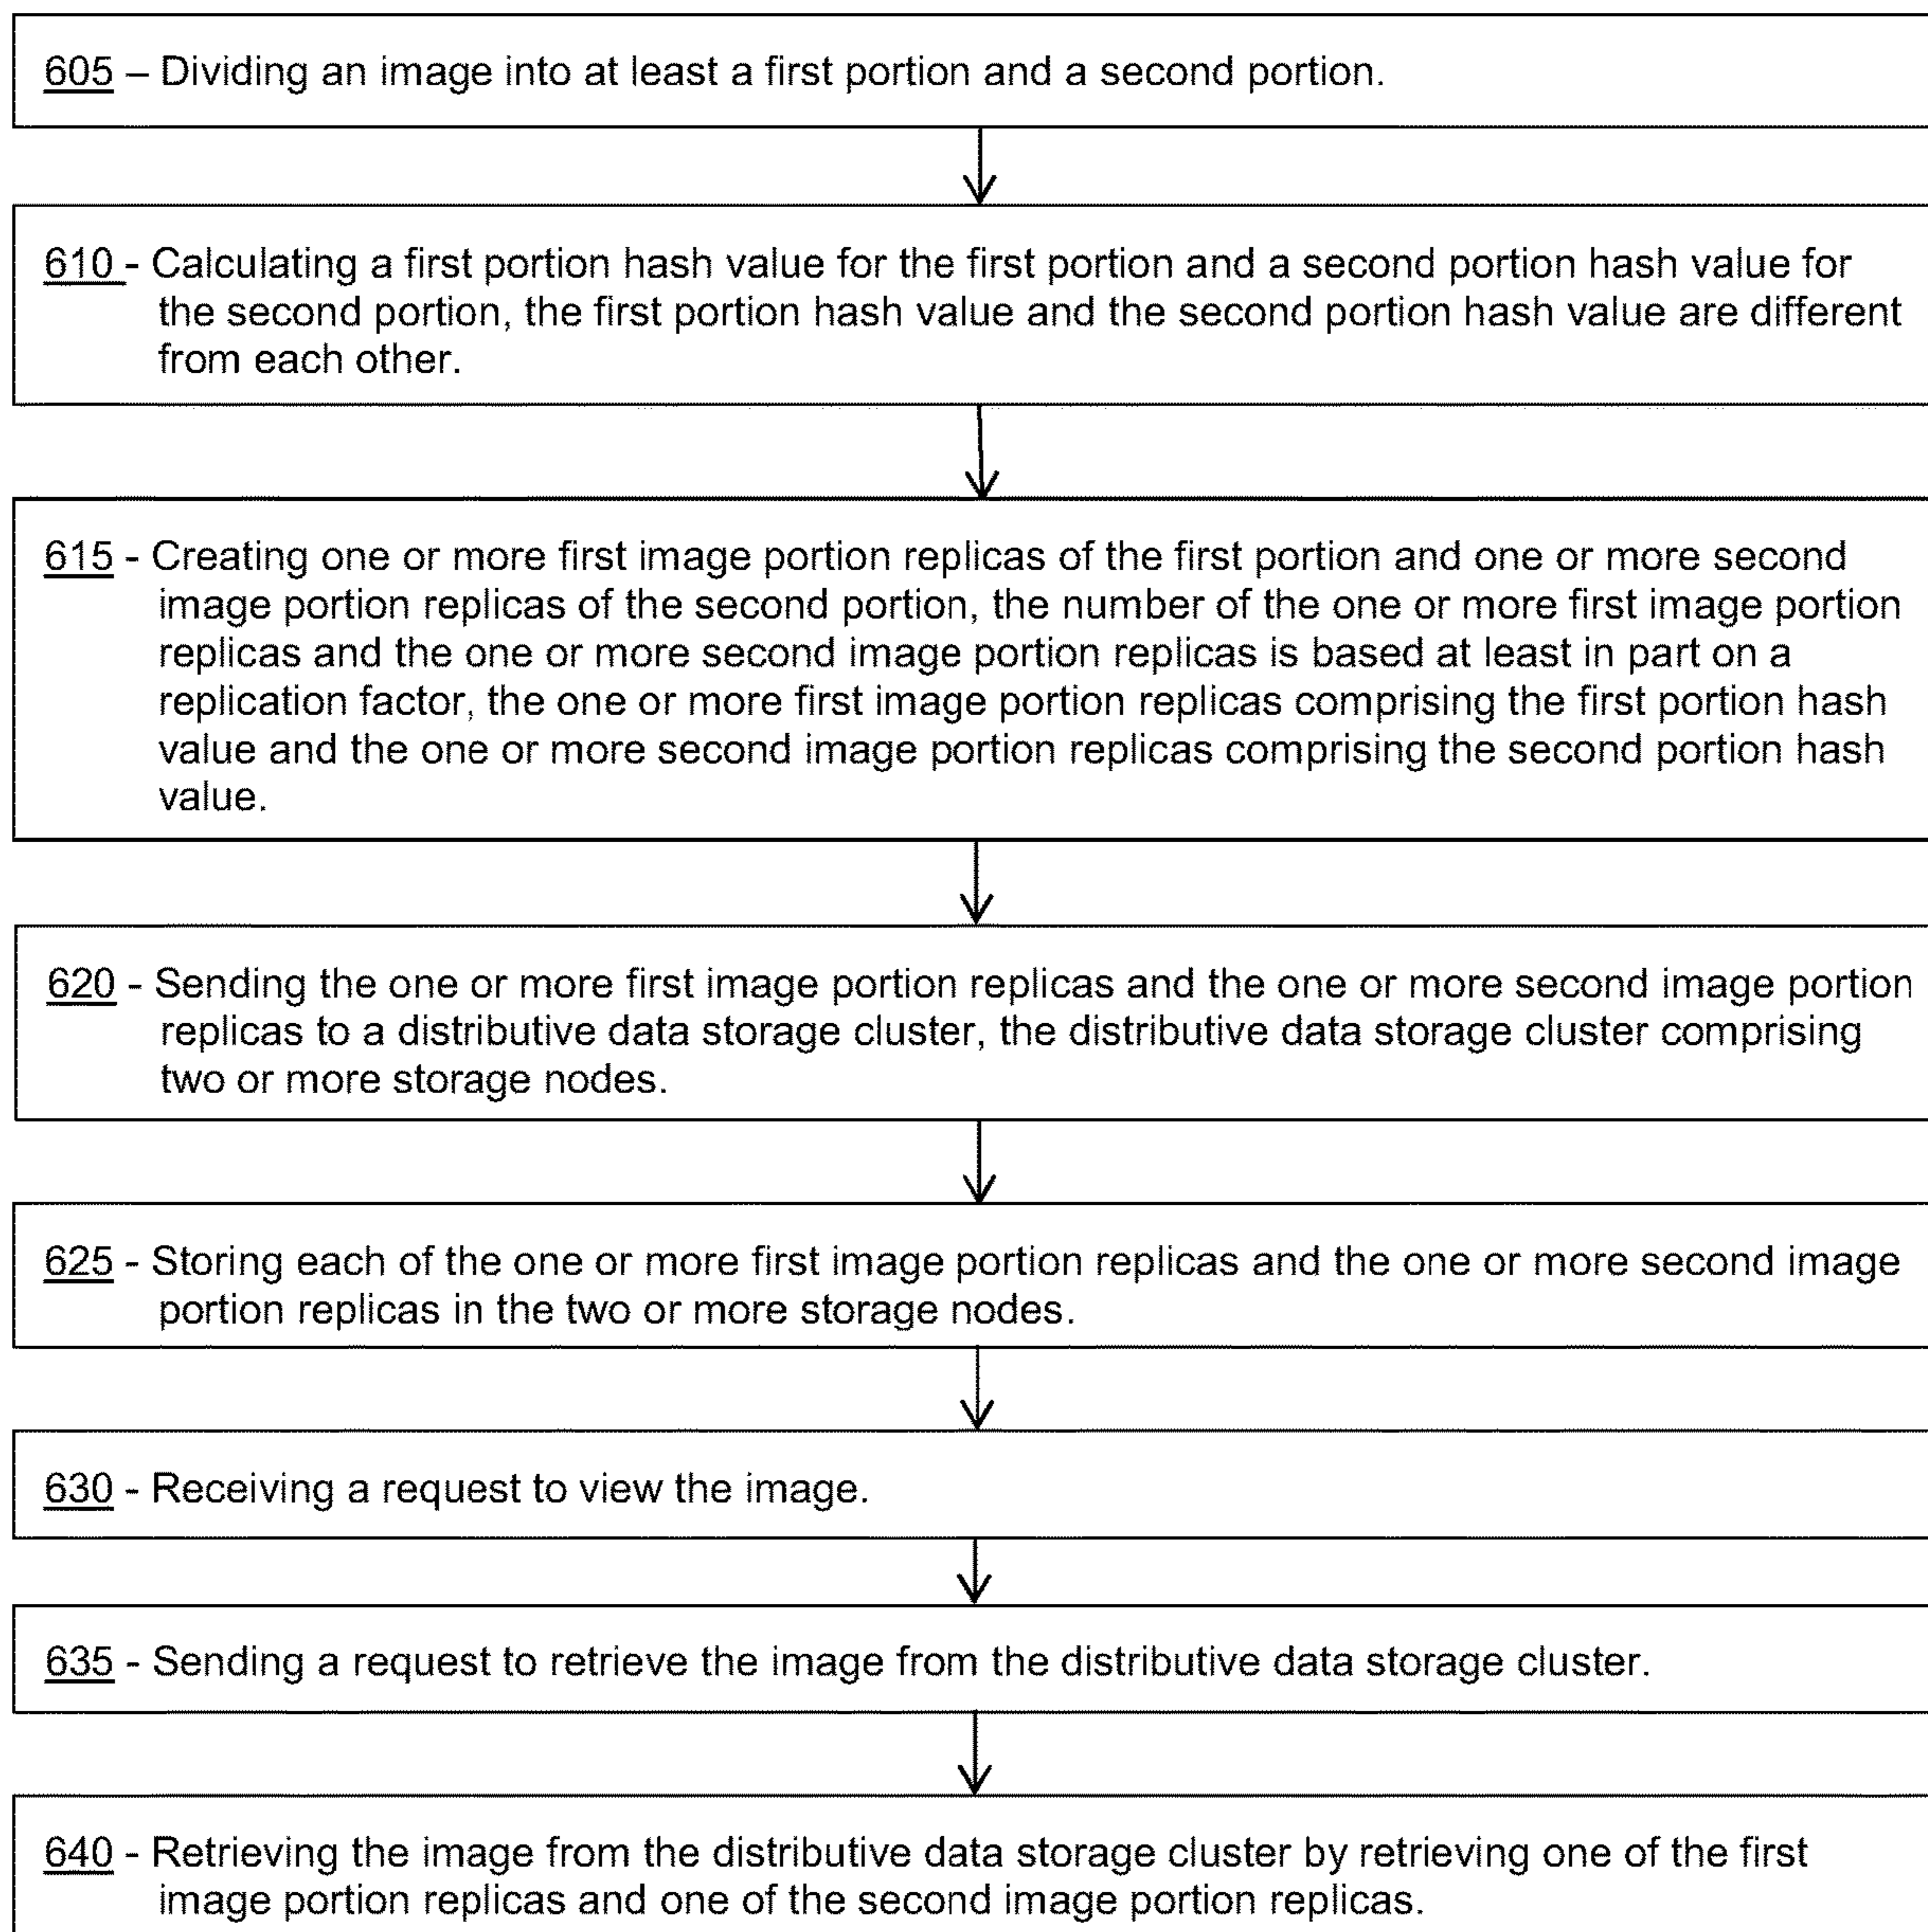 605 – Dividing an image into at least a first portion and a second portion.
610 - Calculating a first portion hash value for the first portion and a second portion hash value for
the second portion, the first portion hash value and the second portion hash value are different
from each other.
615 - Creating one or more first image portion replicas of the first portion and one or more second
image portion replicas of the second portion, the number of the one or more first image portion
replicas and the one or more second image portion replicas is based at least in part on a
replication factor, the one or more first image portion replicas comprising the first portion hash
value and the one or more second image portion replicas comprising the second portion hash
value.
620 - Sending the one or more first image portion replicas and the one or more second image portion
replicas to a distributive data storage cluster, the distributive data storage cluster comprising
two or more storage nodes.
625 - Storing each of the one or more first image portion replicas and the one or more second image
portion replicas in the two or more storage nodes.
630 - Receiving a request to view the image.
635 - Sending a request to retrieve the image from the distributive data storage cluster.
640 - Retrieving the image from the distributive data storage cluster by retrieving one of the first
image portion replicas and one of the second image portion replicas.